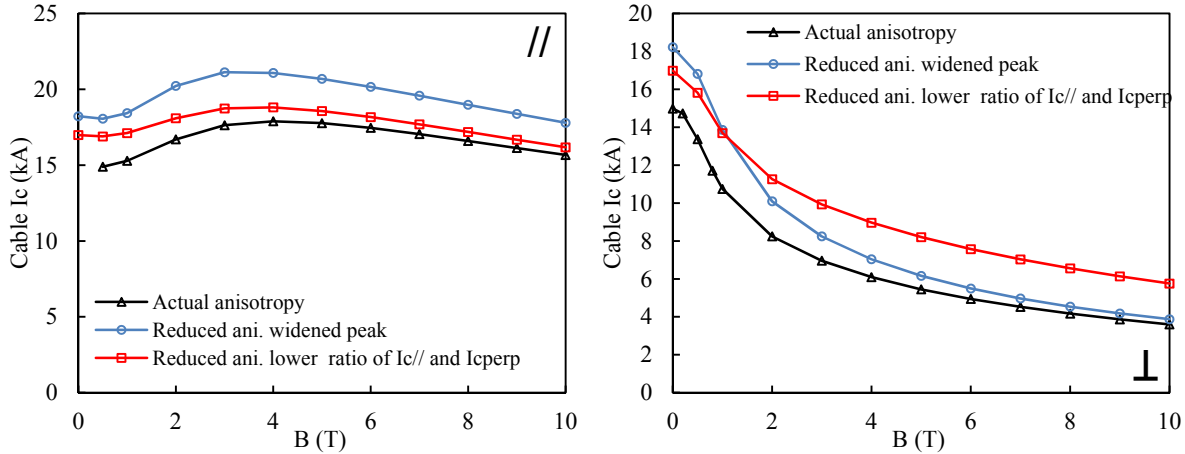 25
20
15
10
5
0
0 2 4 6 8 10
Cable Ic (kA)
B (T)
//
Actual anisotropy
Reduced ani. widened peak
Reduced ani. lower ratio of Ic// and Icperp
20
18
16
14
12
10
8
6
4
2
0
0 2 4 6 8 10
Cable Ic (kA)
B (T)
Actual anisotropy
Reduced ani. widened peak
Reduced ani. lower ratio of Ic// and Icperp
⊥